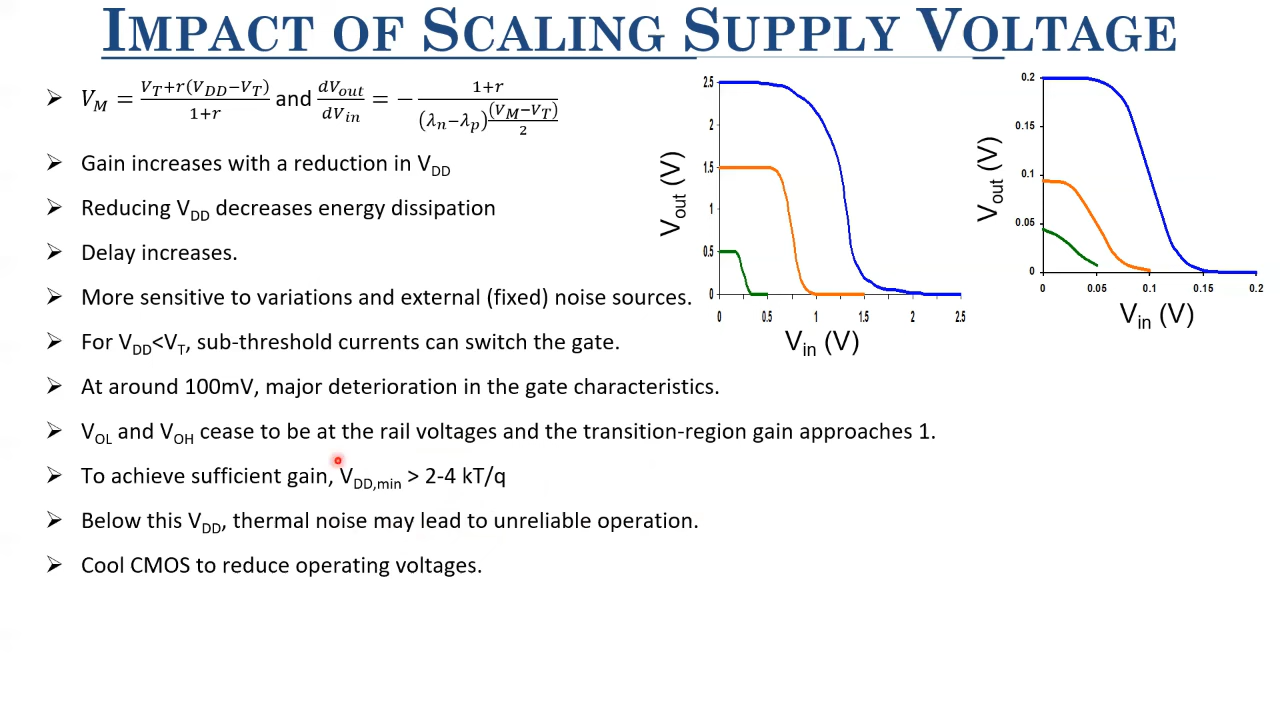 IMPACT OF SCALING SUPPLY VOLTAGE
➢ V_M = (V_T+r(V_DD−V_T))/(1+r) and dV_out/dV_in = − (1+r)/((λ_n−λ_p)(V_M−V_T)/2)
➢ Gain increases with a reduction in V_DD
➢ Reducing V_DD decreases energy dissipation
➢ Delay increases.
➢ More sensitive to variations and external (fixed) noise sources.
➢ For V_DD<V_T, sub-threshold currents can switch the gate.
➢ At around 100mV, major deterioration in the gate characteristics.
➢ V_OL and V_OH cease to be at the rail voltages and the transition-region gain approaches 1.
➢ To achieve sufficient gain, V_DD,min > 2-4 kT/q
➢ Below this V_DD, thermal noise may lead to unreliable operation.
➢ Cool CMOS to reduce operating voltages.
V_out (V)
2.5
2
1.5
1
0.5
0
0 0.5 1 1.5 2 2.5
V_in (V)
V_out (V)
0.2
0.15
0.1
0.05
0
0 0.05 0.1 0.15 0.2
V_in (V)